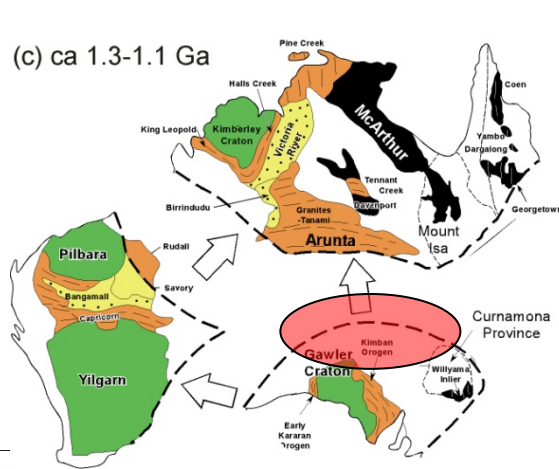 (c) ca 1.3-1.1 Ga
Pine Creek
Halls Creek
Coen
King Leopold
Kimberley
Craton
Victoria
River
McArthur
Yambo
Dargalong
Tennant
Creek
Davenport
Birrindudu
Granites
-Tanami
Georgetown
Arunta
Mount
Isa
Pilbara
Rudall
Savory
Bangamall
Capricorn
Yilgarn
Curnamona
Province
Kimban
Orogen
Gawler
Craton
Willyama
Inlier
Early
Kararan
Orogen